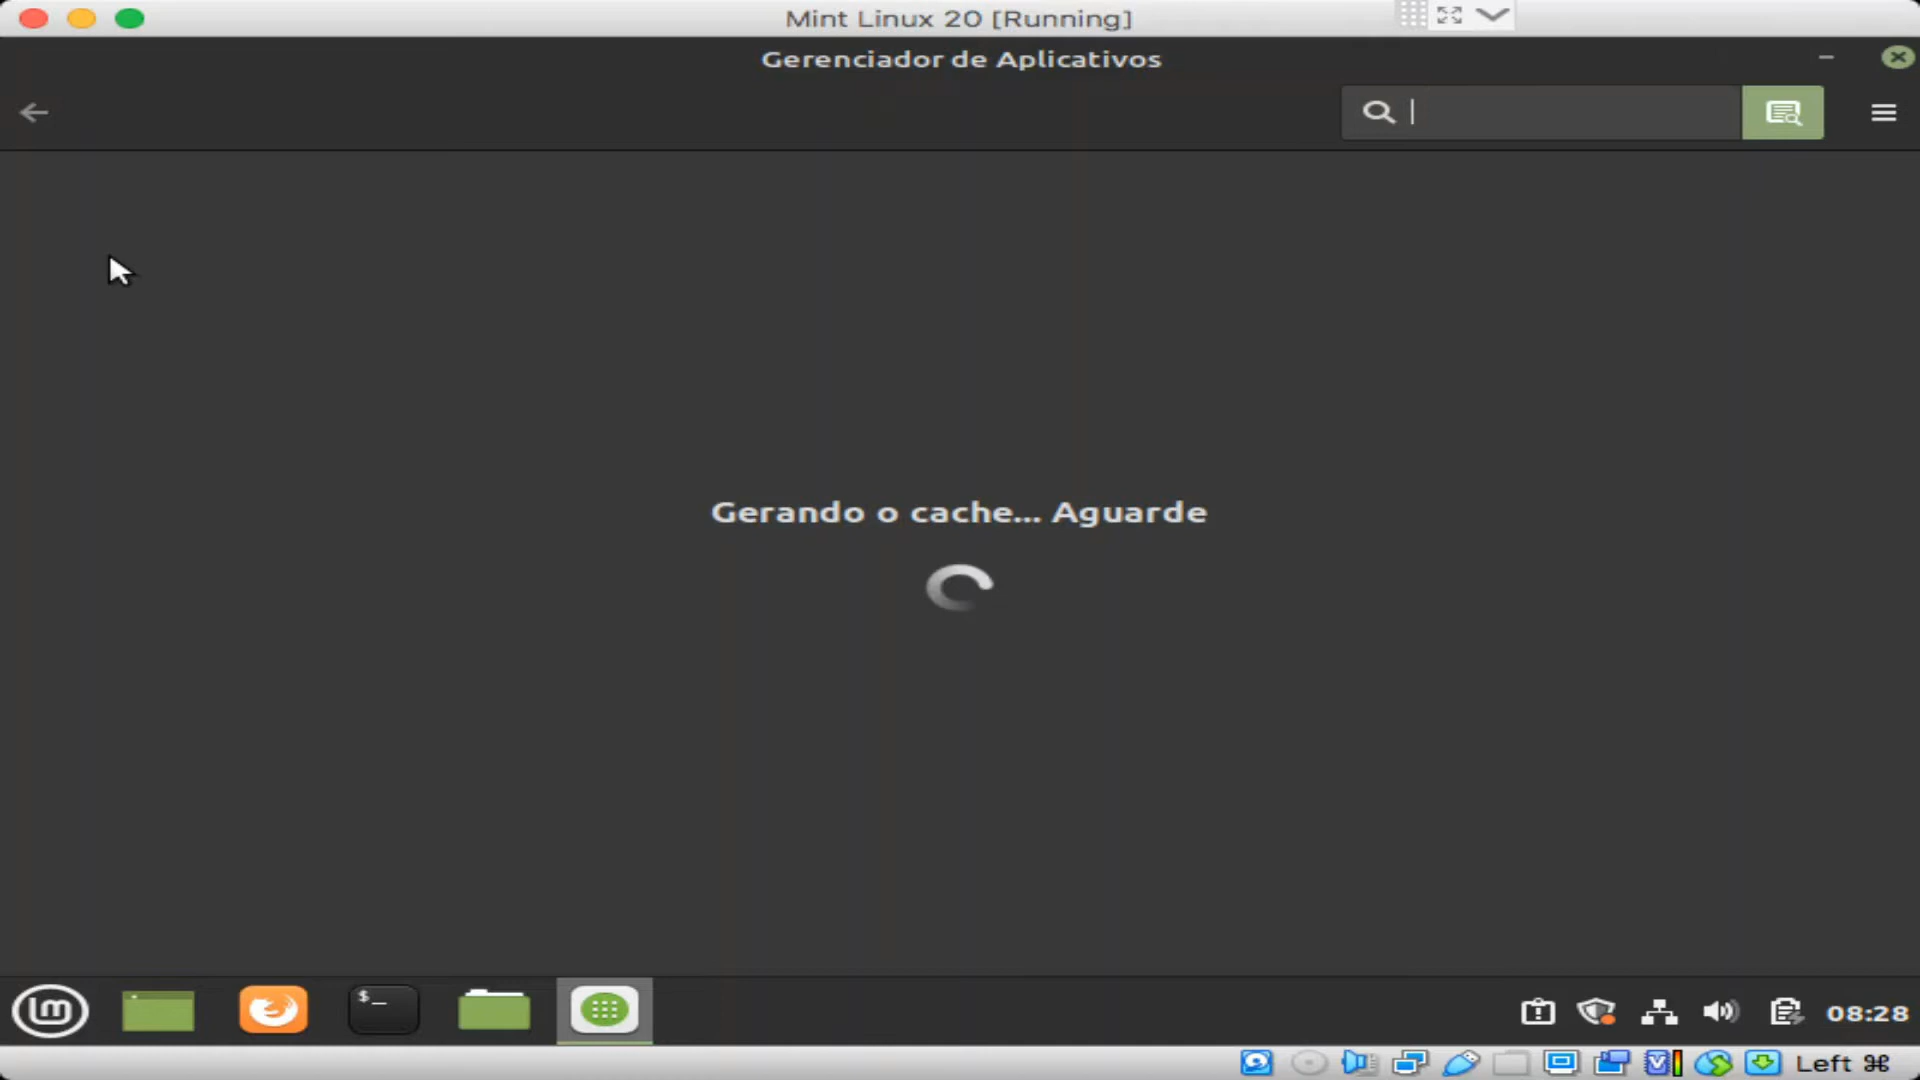 Mint Linux 20 [Running]
Gerenciador de Aplicativos
Gerando o cache... Aguarde
$_
08:28
Left ⌘